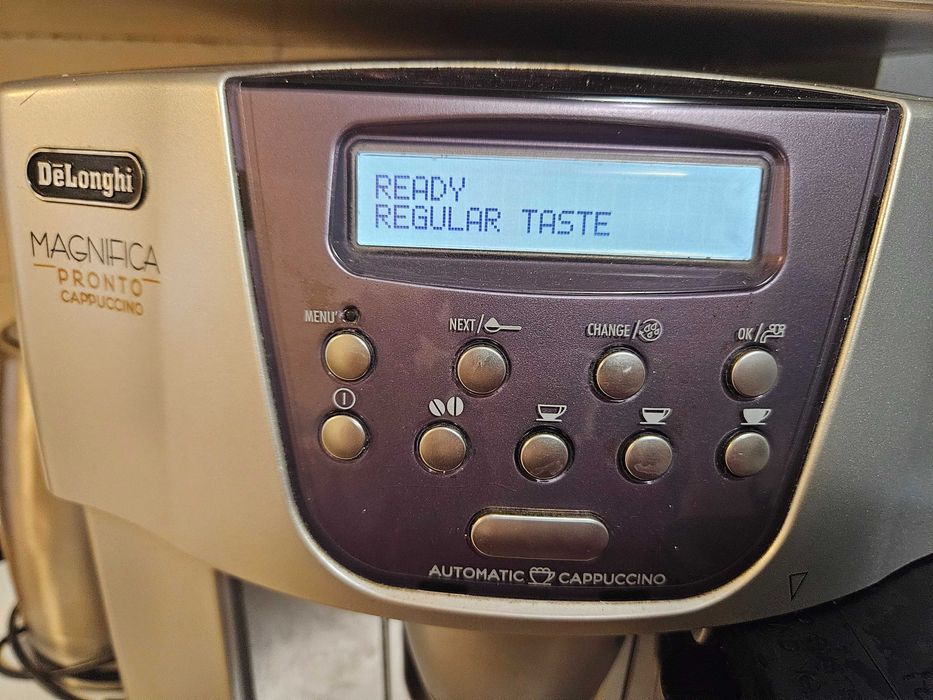 DēLonghi
MAGNIFICA
PRONTO
CAPPUCCINO
READY
REGULAR TASTE
MENU'
NEXT/
CHANGE/
OK/
AUTOMATIC CAPPUCCINO